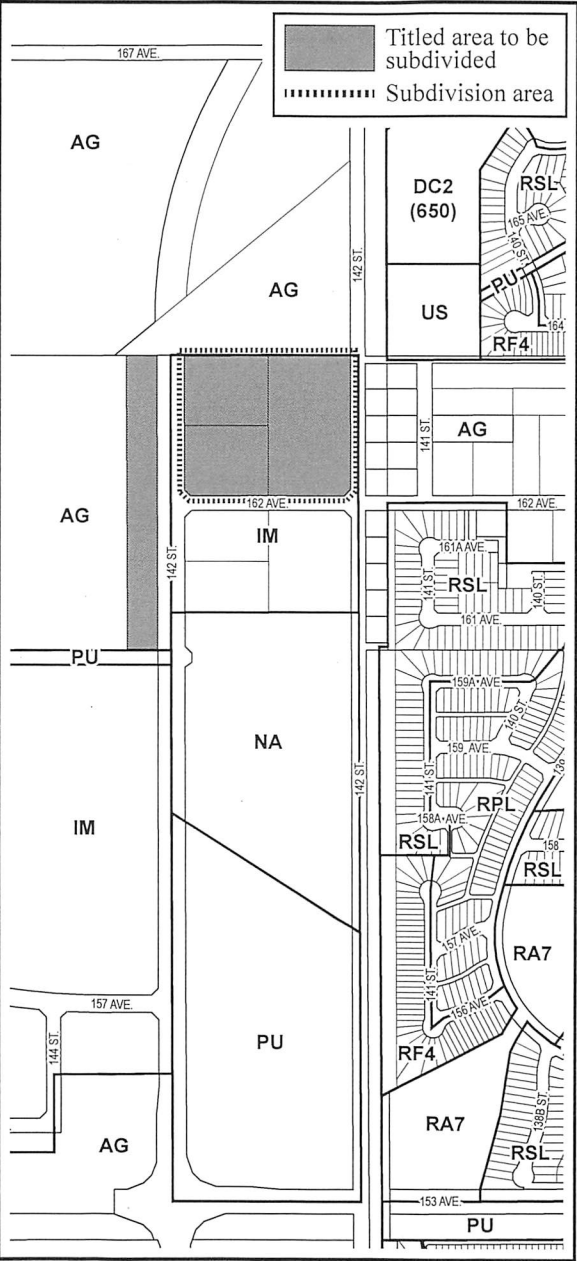 Titled area to be
subdivided
Subdivision area
167 AVE.
AG
DC2
(650)
RSL
165 AVE.
140 ST.
142 ST.
AG
PU
US
164
RF4
141 ST.
AG
AG
162 AVE.
162 AVE.
IM
142 ST.
161A AVE.
141 ST.
RSL
140 ST.
161 AVE.
PU
159A AVE.
140 ST.
NA
159 AVE.
142 ST.
141 ST.
RPL
IM
158A AVE.
RSL
158
RSL
157 AVE.
RA7
141 ST.
157 AVE.
156 AVE.
144 ST.
PU
RF4
AG
RA7
138B ST.
RSL
153 AVE.
PU